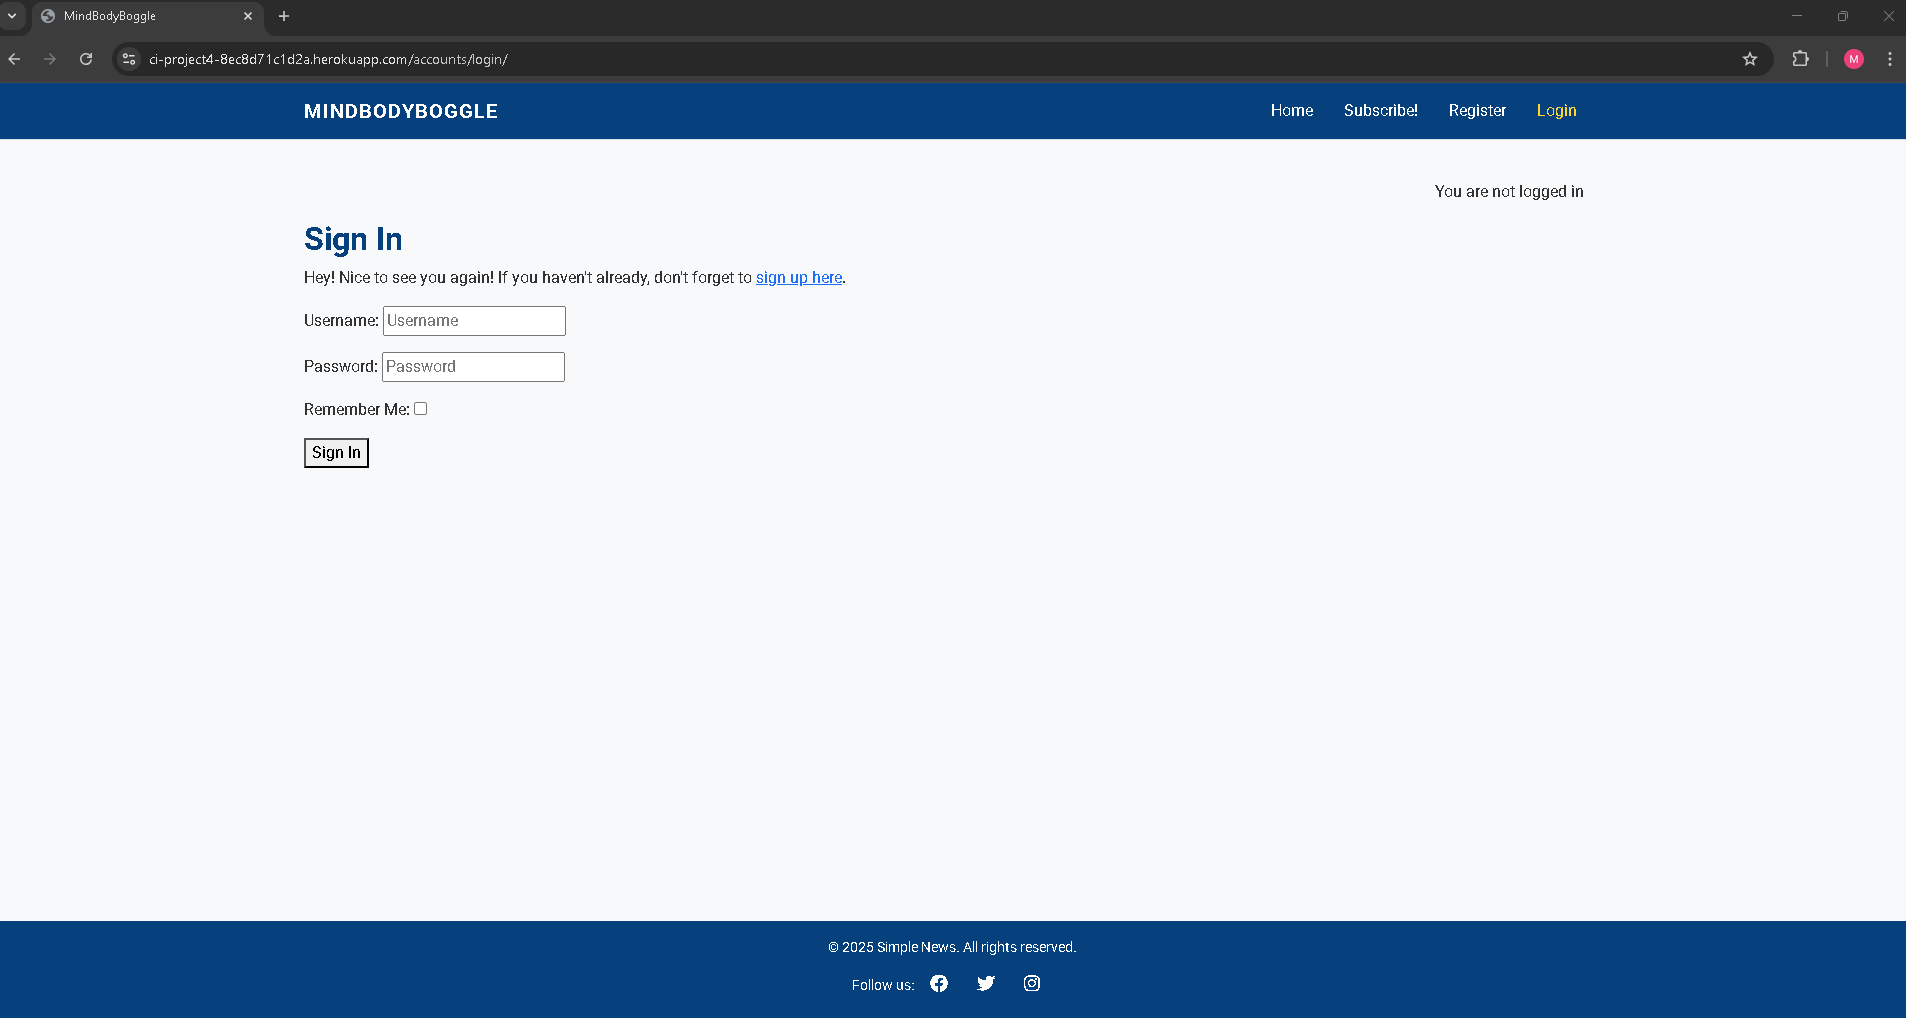 MindBodyBoggle
ci-project4-8ec8d71c1d2a.herokuapp.com/accounts/login/
M
MINDBODYBOGGLE
Home Subscribe! Register Login
You are not logged in
Sign In
Hey! Nice to see you again! If you haven't already, don't forget to sign up here.
Username: Username
Password: Password
Remember Me:
Sign In
© 2025 Simple News. All rights reserved.
Follow us: